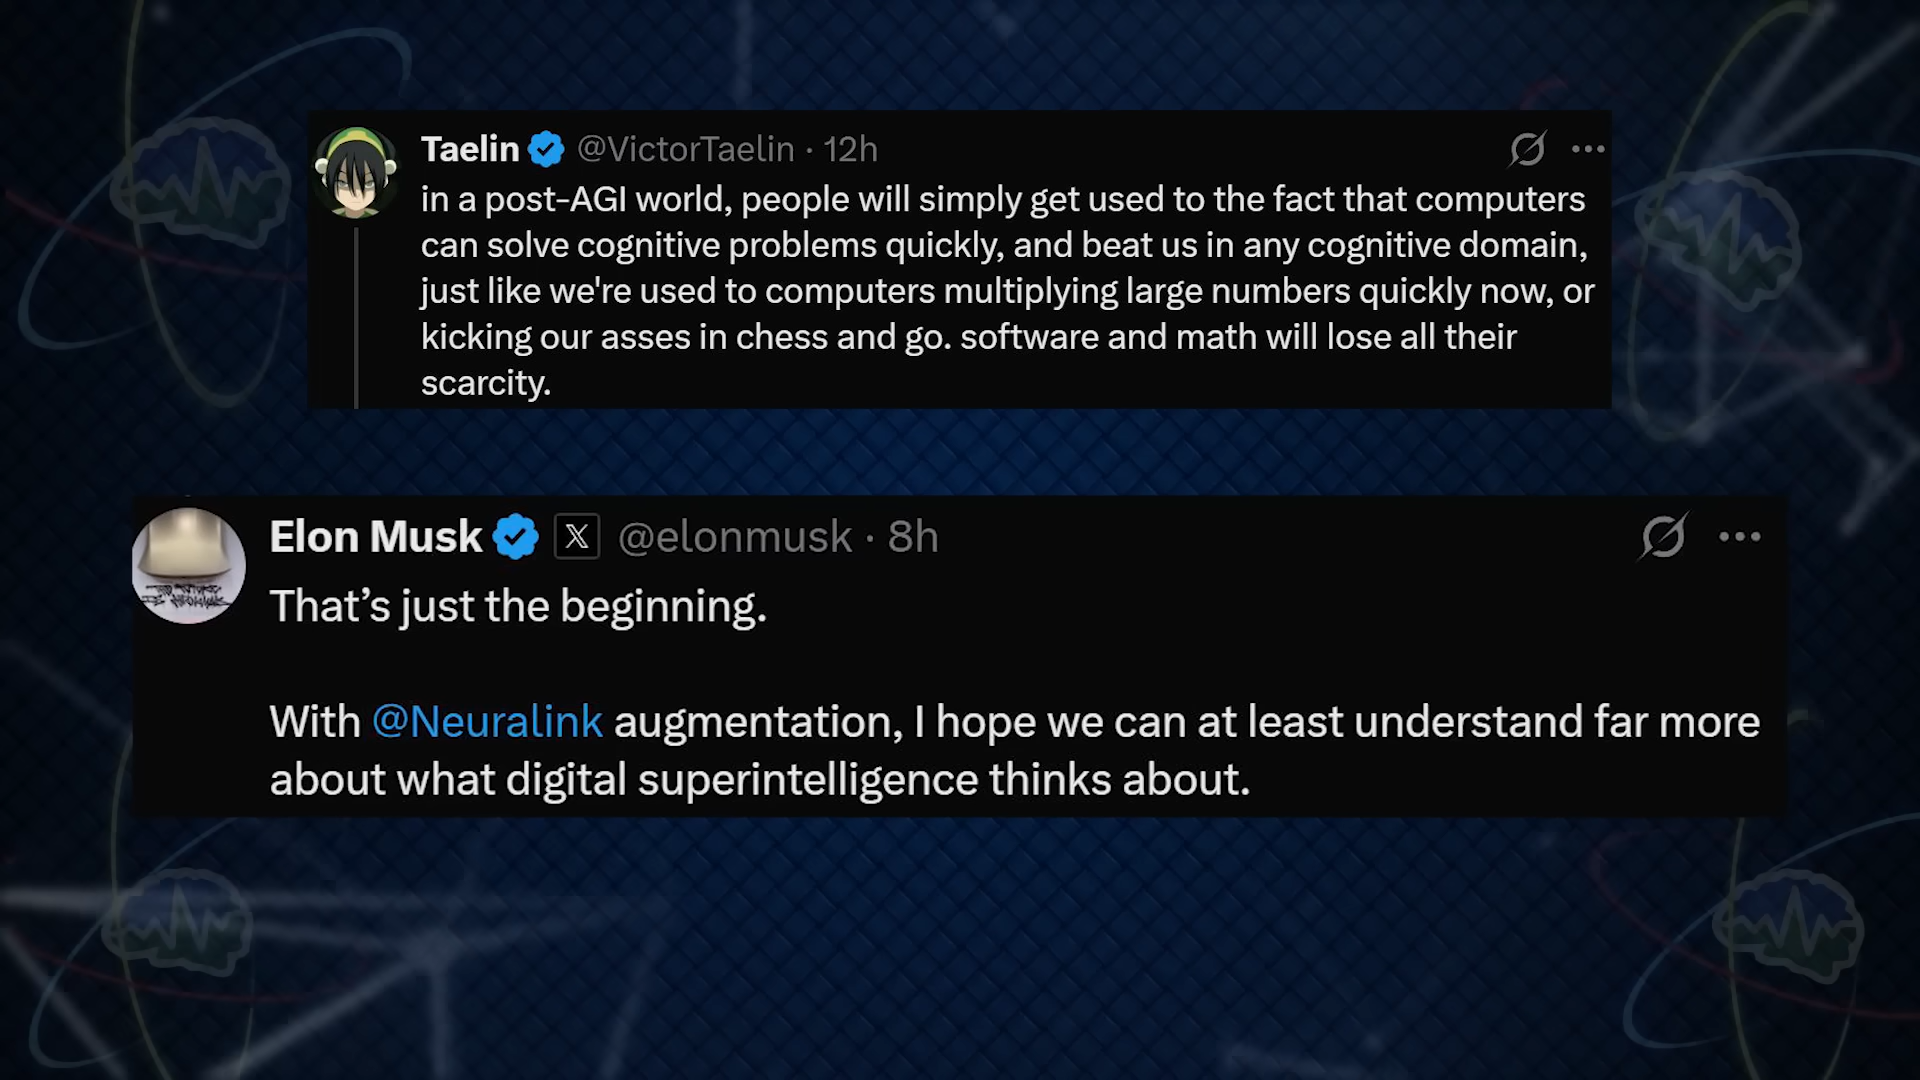 Taelin @VictorTaelin · 12h
in a post-AGI world, people will simply get used to the fact that computers
can solve cognitive problems quickly, and beat us in any cognitive domain,
just like we're used to computers multiplying large numbers quickly now, or
kicking our asses in chess and go. software and math will lose all their
scarcity.
Elon Musk X @elonmusk · 8h
That’s just the beginning.
With @Neuralink augmentation, I hope we can at least understand far more
about what digital superintelligence thinks about.